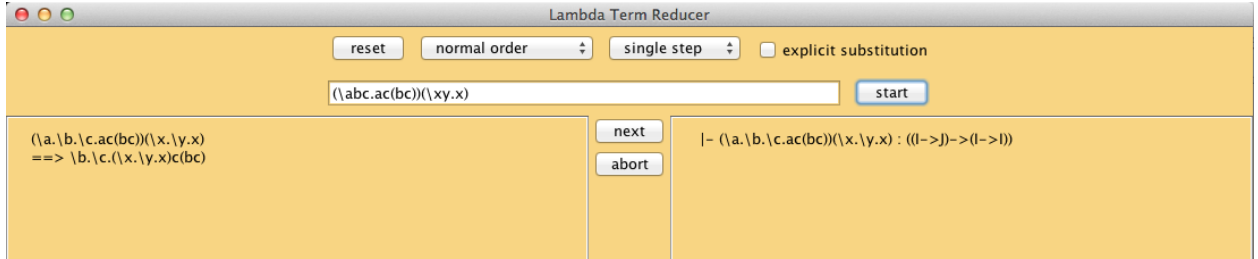 Lambda Term Reducer
reset normal order single step explicit substitution
(\abc.ac(bc))(\xy.x) start
(\a.\b.\c.ac(bc))(\x.\y.x)
==> \b.\c.(\x.\y.x)c(bc)
next
abort
|- (\a.\b.\c.ac(bc))(\x.\y.x) : ((I->J)->(I->I))